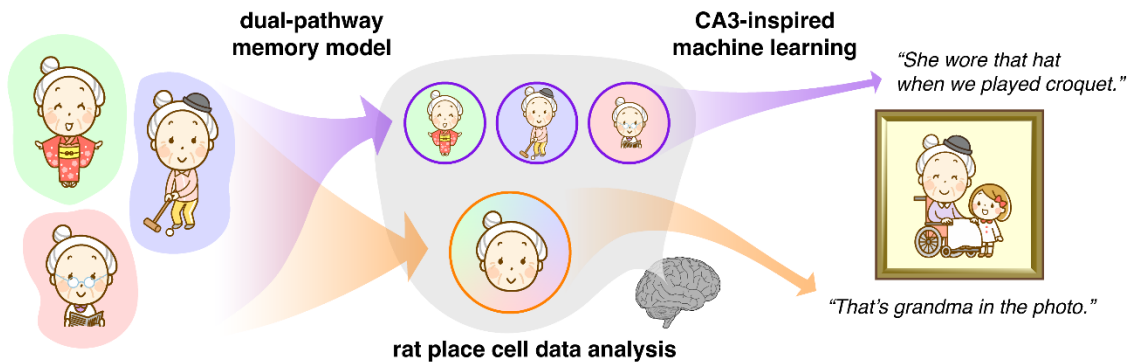 dual-pathway
memory model
CA3-inspired
machine learning
“She wore that hat
when we played croquet.”
“That’s grandma in the photo.”
rat place cell data analysis